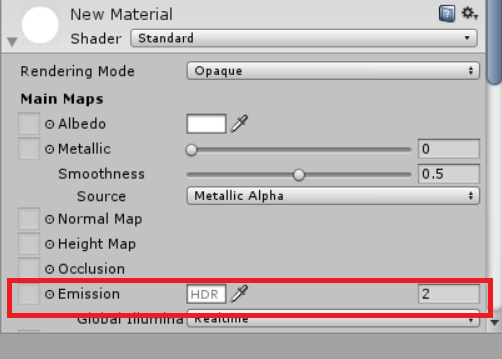 New Material
Shader Standard
Rendering Mode Opaque
Main Maps
Albedo
Metallic 0
Smoothness 0.5
Source Metallic Alpha
Normal Map
Height Map
Occlusion
Emission HDR 2
Global Illumina Realtime